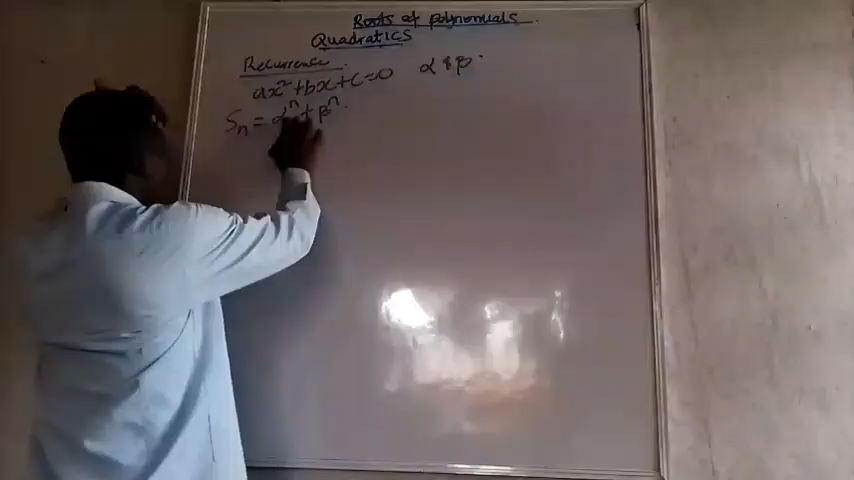 Roots of polynomials
Quadratics
Recurrence
ax² + bx + c = 0 α & β
Sₙ = αⁿ + βⁿ